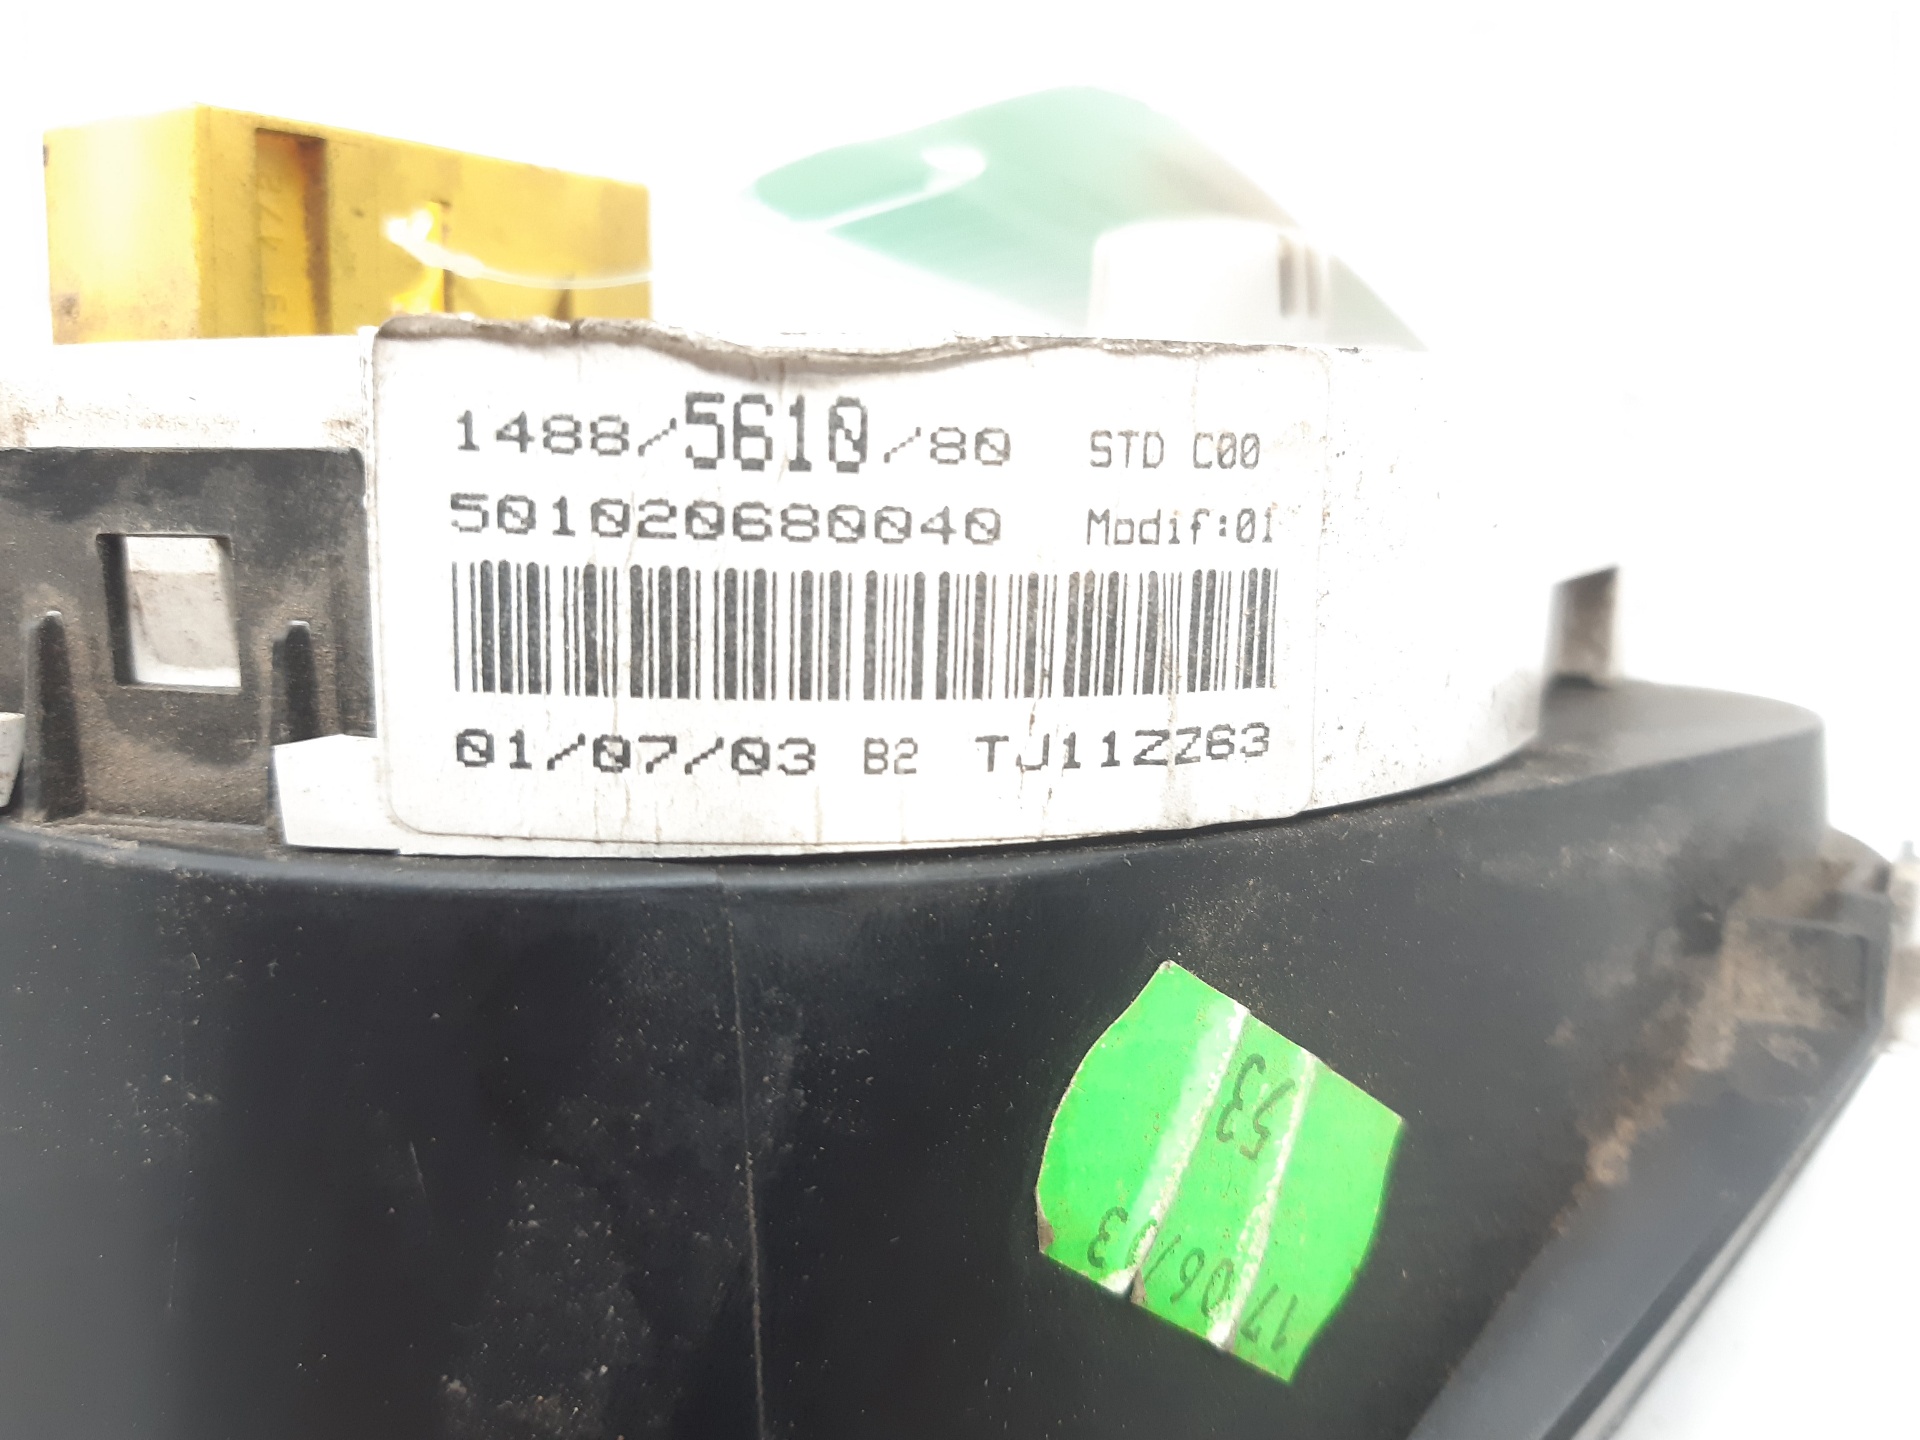 1488/5610/80 STD C00
501020680040 Modif:01
01/07/03 B2 TJ11ZZ63
53
17/06/03